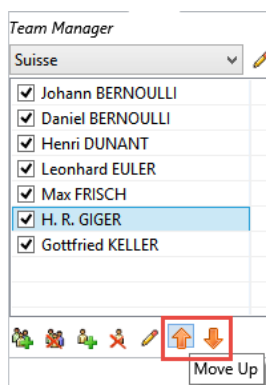 Team Manager
Suisse
Johann BERNOULLI
Daniel BERNOULLI
Henri DUNANT
Leonhard EULER
Max FRISCH
H. R. GIGER
Gottfried KELLER
Move Up